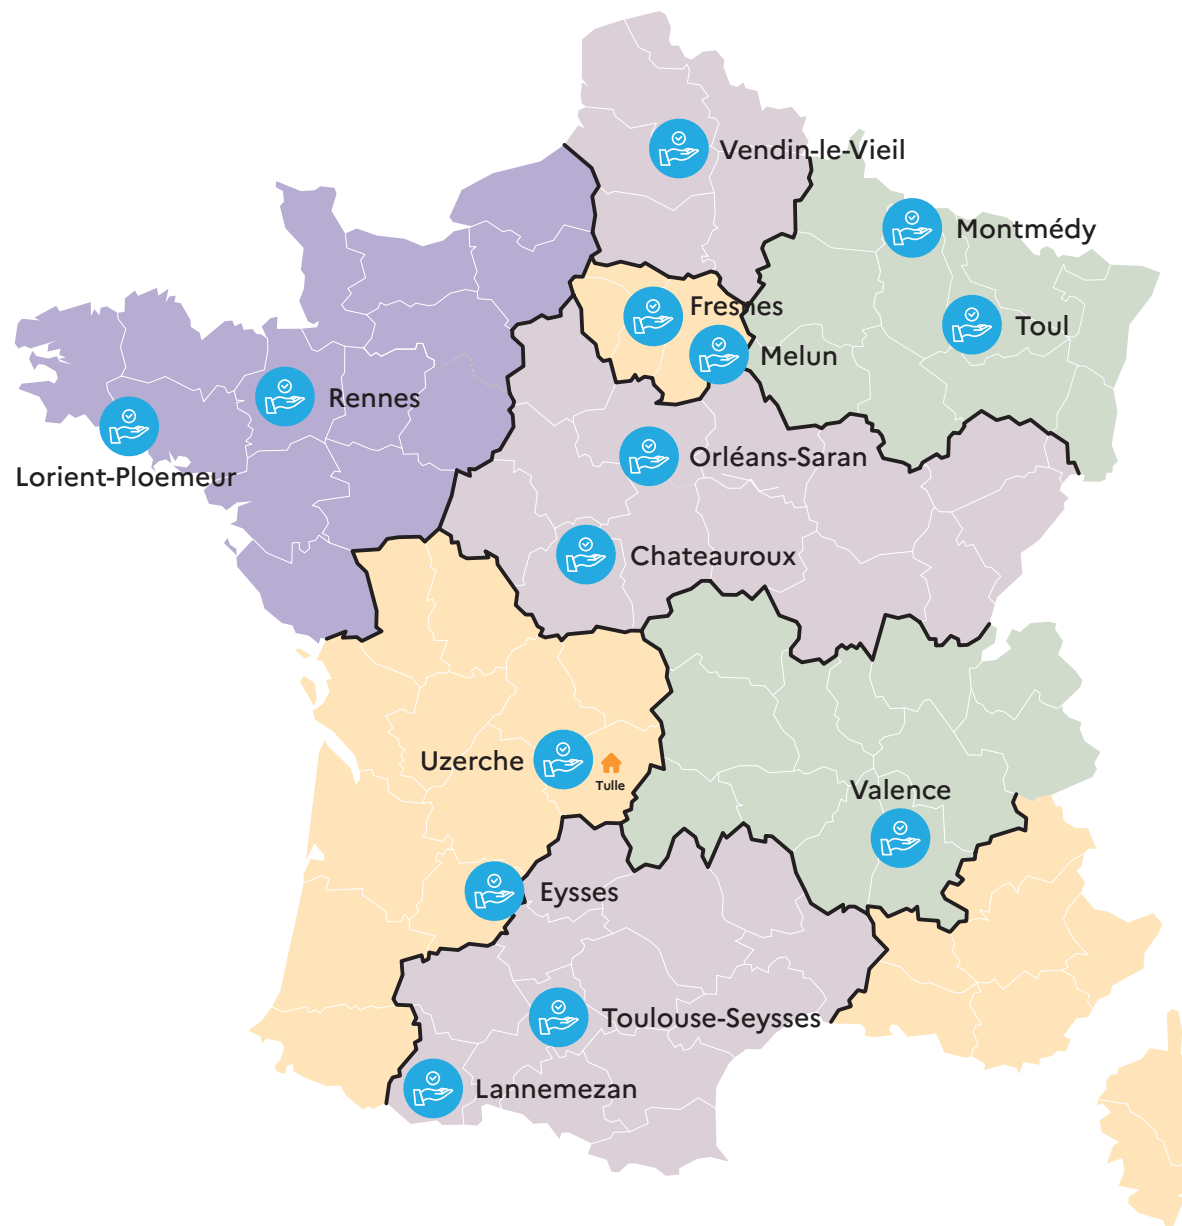 Vendin-le-Vieil
Montmédy
Fresnes
Toul
Melun
Rennes
Orléans-Saran
Lorient-Ploemeur
Chateauroux
Uzerche
Tulle
Valence
Eysses
Toulouse-Seysses
Lannemezan